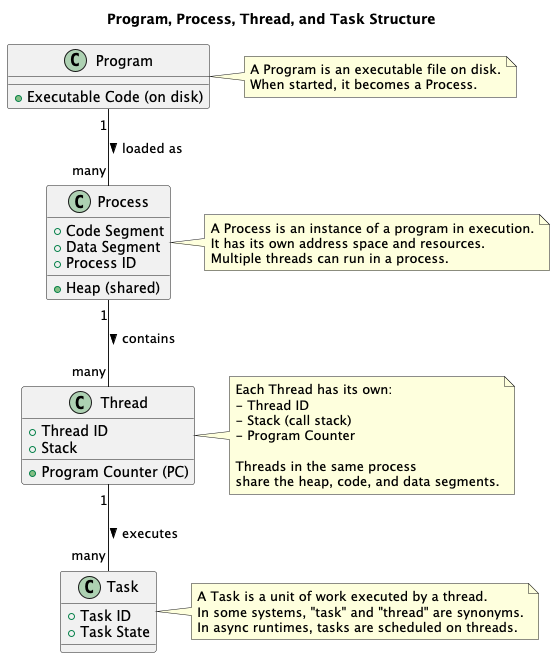 Program, Process, Thread, and Task Structure
C Program
Executable Code (on disk)
A Program is an executable file on disk.
When started, it becomes a Process.
1
loaded as
many
C Process
Code Segment
Data Segment
Process ID
Heap (shared)
A Process is an instance of a program in execution.
It has its own address space and resources.
Multiple threads can run in a process.
1
contains
many
C Thread
Thread ID
Stack
Program Counter (PC)
Each Thread has its own:
- Thread ID
- Stack (call stack)
- Program Counter
Threads in the same process
share the heap, code, and data segments.
1
executes
many
C Task
Task ID
Task State
A Task is a unit of work executed by a thread.
In some systems, "task" and "thread" are synonyms.
In async runtimes, tasks are scheduled on threads.